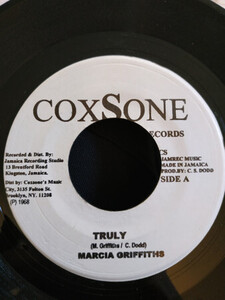 COXSONE
RECORDS
Recorded & Dist. By:
Jamaica Recording Studio
13 Brentford Road
Kingston, Jamaica.
Dist by: Coxsone's Music
City, 3135 Fulton St.
Brooklyn, NY, 11208
(P) 1968
CS
JAMREC MUSIC
MADE IN JAMAICA
PROD.BY: C. S. DODD
SIDE A
TRULY
(M. Griffiths / C. Dodd)
MARCIA GRIFFITHS